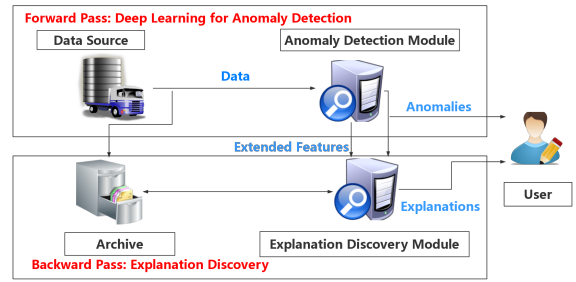 Forward Pass: Deep Learning for Anomaly Detection
Data Source
Anomaly Detection Module
Data
Anomalies
Extended Features
Explanations
User
Archive
Explanation Discovery Module
Backward Pass: Explanation Discovery